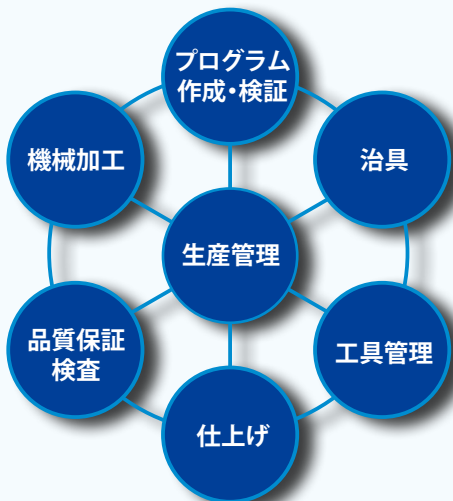 プログラム
作成・検証
機械加工
治具
生産管理
品質保証
検査
工具管理
仕上げ